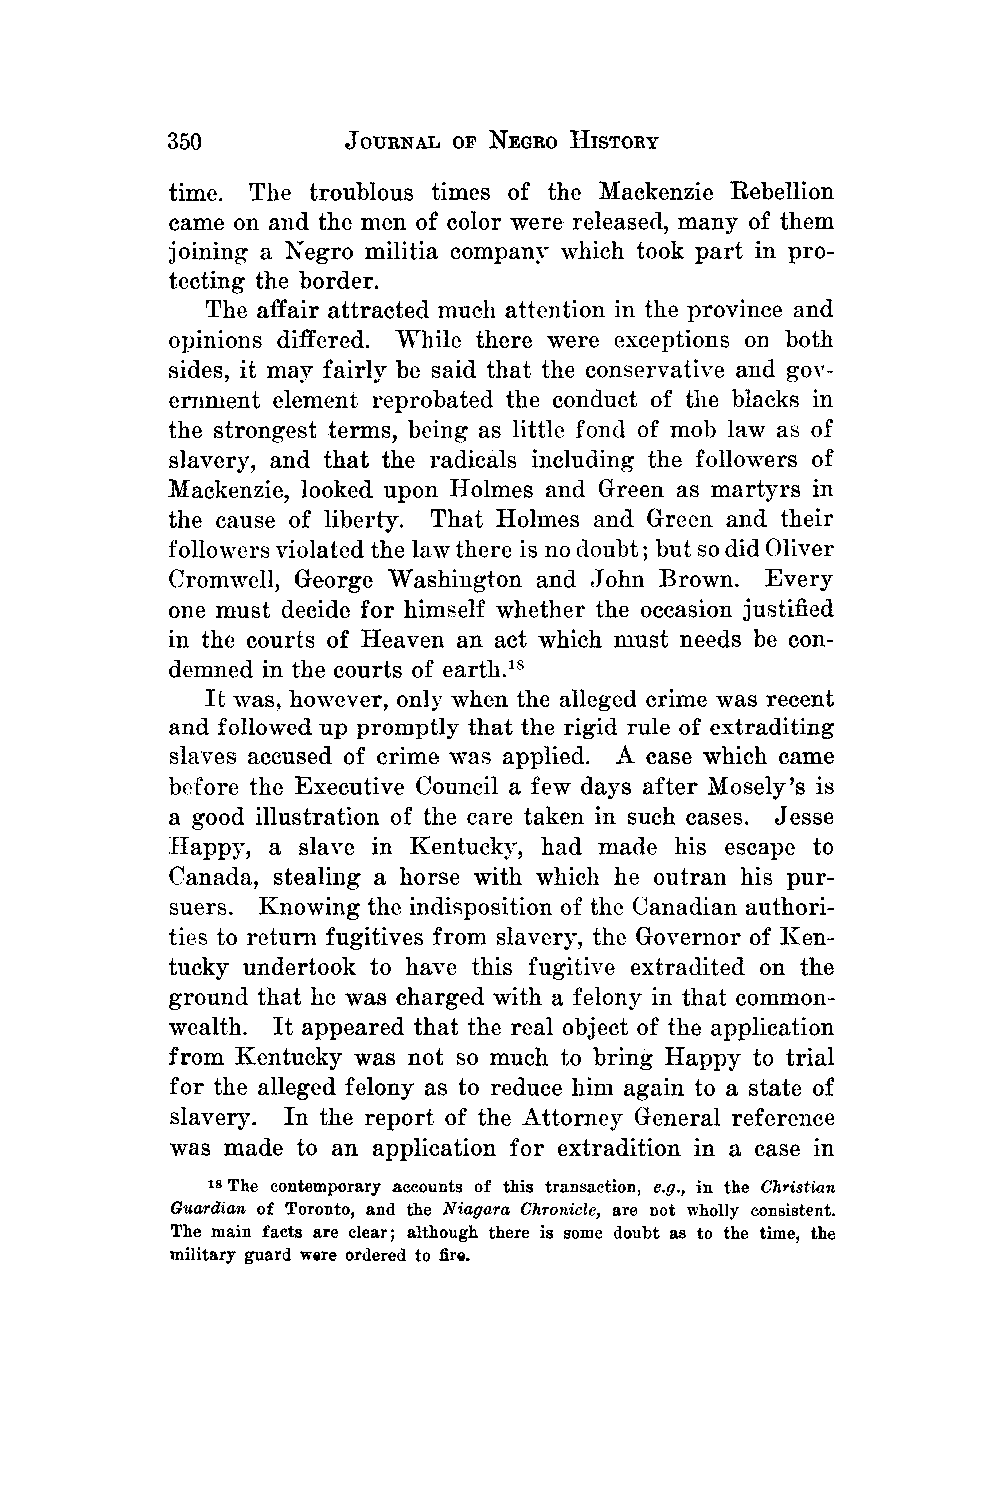 350 JOURNAL OF NEGRO HISTORY
time. The troublous times of the Mackenzie Rebellion
came on and the men of color were released, many of them
joining a Negro militia company which took part in pro-
tecting the border.
The affair attracted much attention in the province and
opinions differed. While there were exceptions on both
sides, it may fairly be said that the conservative and gov-
ernment element reprobated the conduct of the blacks in
the strongest terms, being as little fond of mob law as of
slavery, and that the radicals including the followers of
Mackenzie, looked upon Holmes and Green as martyrs in
the cause of liberty. That Holmes and Green and their
followers violated the law there is no doubt; but so did Oliver
Cromwell, George Washington and John Brown. Every
one must decide for himself whether the occasion justified
in the courts of Heaven an act which must needs be con-
demned in the courts of earth.¹⁸
It was, however, only when the alleged crime was recent
and followed up promptly that the rigid rule of extraditing
slaves accused of crime was applied. A case which came
before the Executive Council a few days after Mosely's is
a good illustration of the care taken in such cases. Jesse
Happy, a slave in Kentucky, had made his escape to
Canada, stealing a horse with which he outran his pur-
suers. Knowing the indisposition of the Canadian authori-
ties to return fugitives from slavery, the Governor of Ken-
tucky undertook to have this fugitive extradited on the
ground that he was charged with a felony in that common-
wealth. It appeared that the real object of the application
from Kentucky was not so much to bring Happy to trial
for the alleged felony as to reduce him again to a state of
slavery. In the report of the Attorney General reference
was made to an application for extradition in a case in
¹⁸ The contemporary accounts of this transaction, e.g., in the Christian
Guardian of Toronto, and the Niagara Chronicle, are not wholly consistent.
The main facts are clear; although there is some doubt as to the time, the
military guard were ordered to fire.